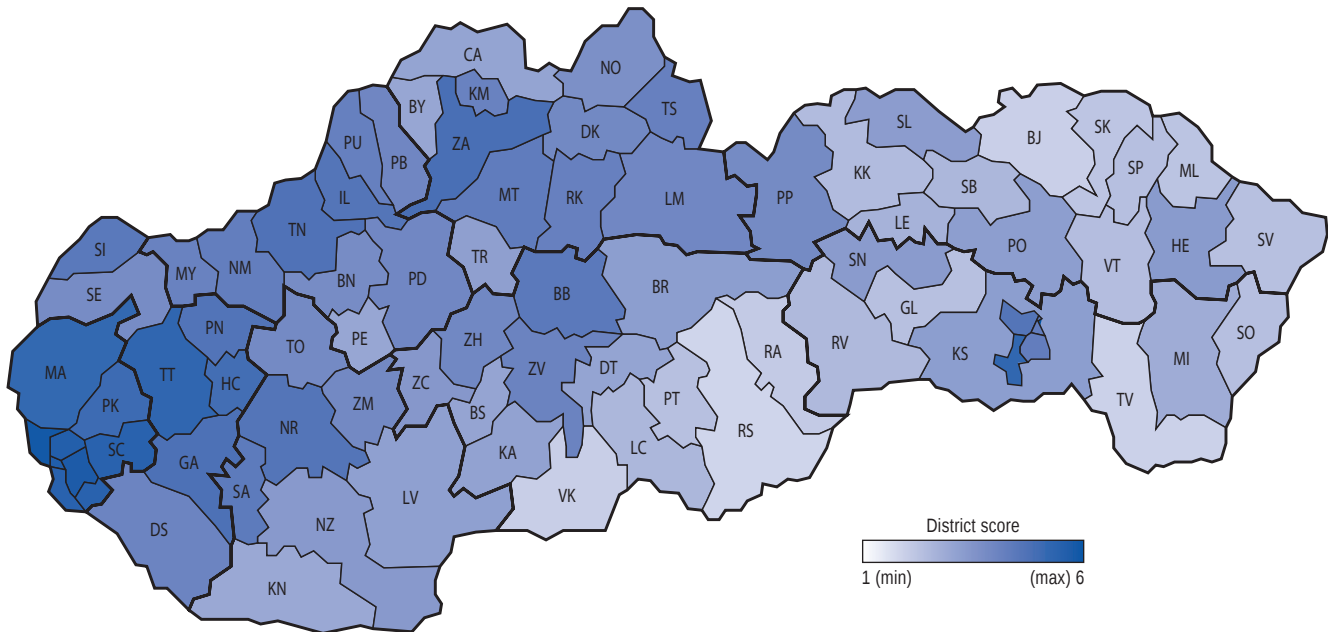 CA
NO
KM
BY
TS
PU
DK
SL
BJ
SK
ZA
PB
SP
ML
KK
SB
IL
MT
RK
LM
PP
LE
TN
SV
PO
HE
SI
TR
SN
VT
MY
NM
BN
PD
BB
BR
SE
GL
PN
TO
PE
ZH
RV
SO
RA
KS
MI
MA
TT
HC
ZC
ZV
DT
PK
ZM
BS
PT
TV
NR
RS
SC
GA
KA
LC
SA
LV
VK
DS
NZ
KN
District score
1 (min)
(max) 6